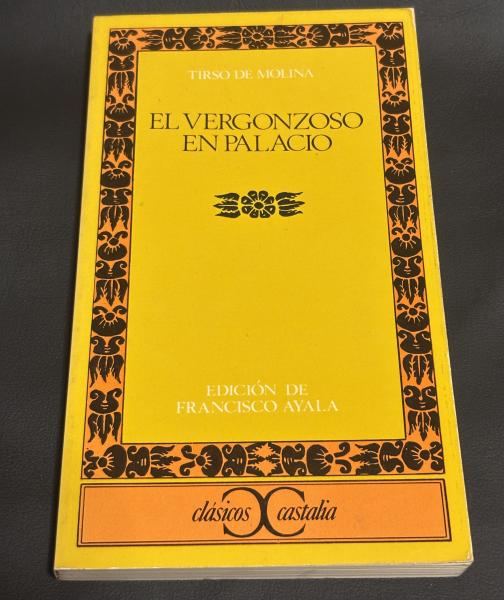 TIRSO DE MOLINA
EL VERGONZOSO
EN PALACIO
EDICIÓN DE
FRANCISCO AYALA
clásicos castalia